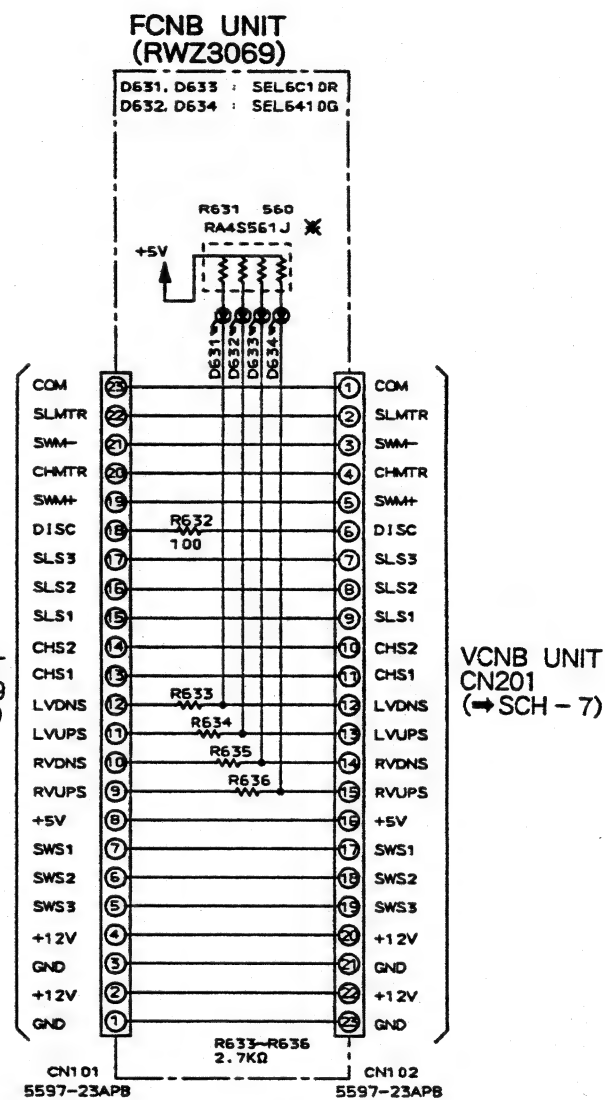 FCNB UNIT
(RWZ3069)
D631, D633 : SEL6C10R
D632, D634 : SEL6410G
R631 560
RA4S561J ※
+5V
D631 D632 D633 D634
COM 23 1 COM
SLMTR 22 2 SLMTR
SWM- 21 3 SWM-
CHMTR 20 4 CHMTR
SWM+ 19 5 SWM+
DISC 18 R632 100 6 DISC
SLS3 17 7 SLS3
SLS2 16 8 SLS2
SLS1 15 9 SLS1
CHS2 14 10 CHS2
CHS1 13 11 CHS1
LVDNS 12 R633 12 LVDNS
LVUPS 11 R634 13 LVUPS
RVDNS 10 R635 14 RVDNS
RVUPS 9 R636 15 RVUPS
+5V 8 16 +5V
SWS1 7 17 SWS1
SWS2 6 18 SWS2
SWS3 5 19 SWS3
+12V 4 20 +12V
GND 3 21 GND
+12V 2 22 +12V
GND 1 23 GND
VCNB UNIT
CN201
(➡SCH-7)
R633~R636
2.7KΩ
CN101
5597-23APB
CN102
5597-23APB